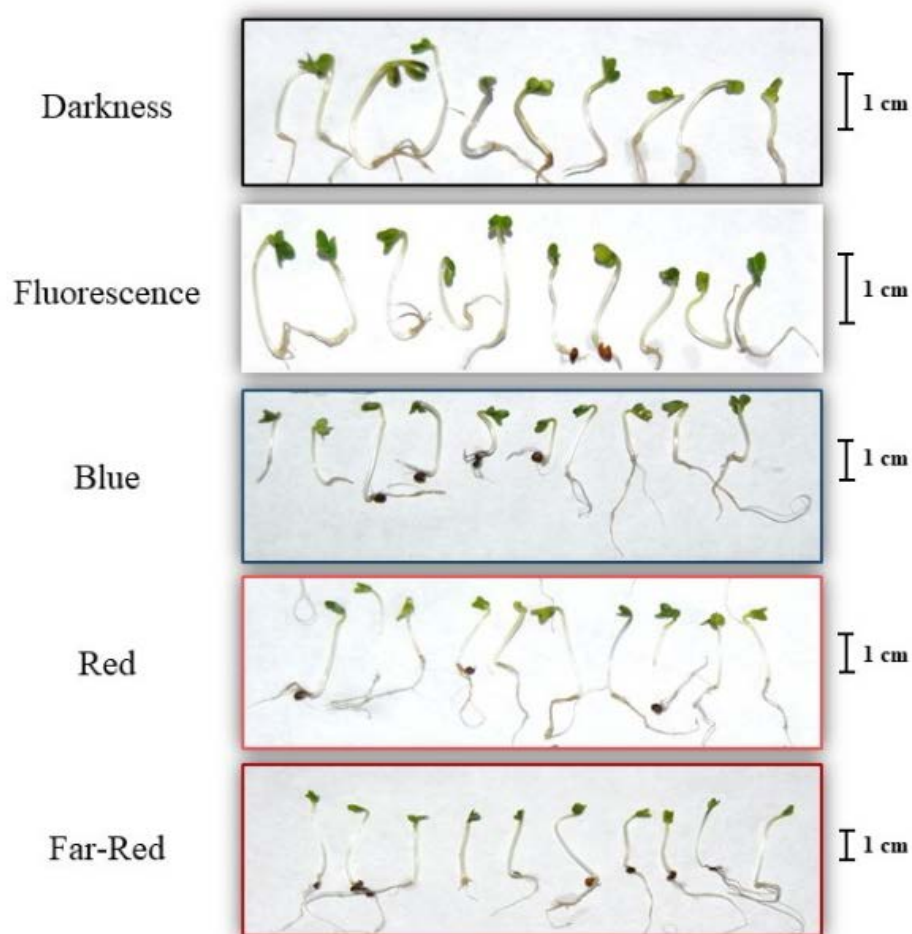 Darkness
1 cm
Fluorescence
1 cm
Blue
1 cm
Red
1 cm
Far-Red
1 cm